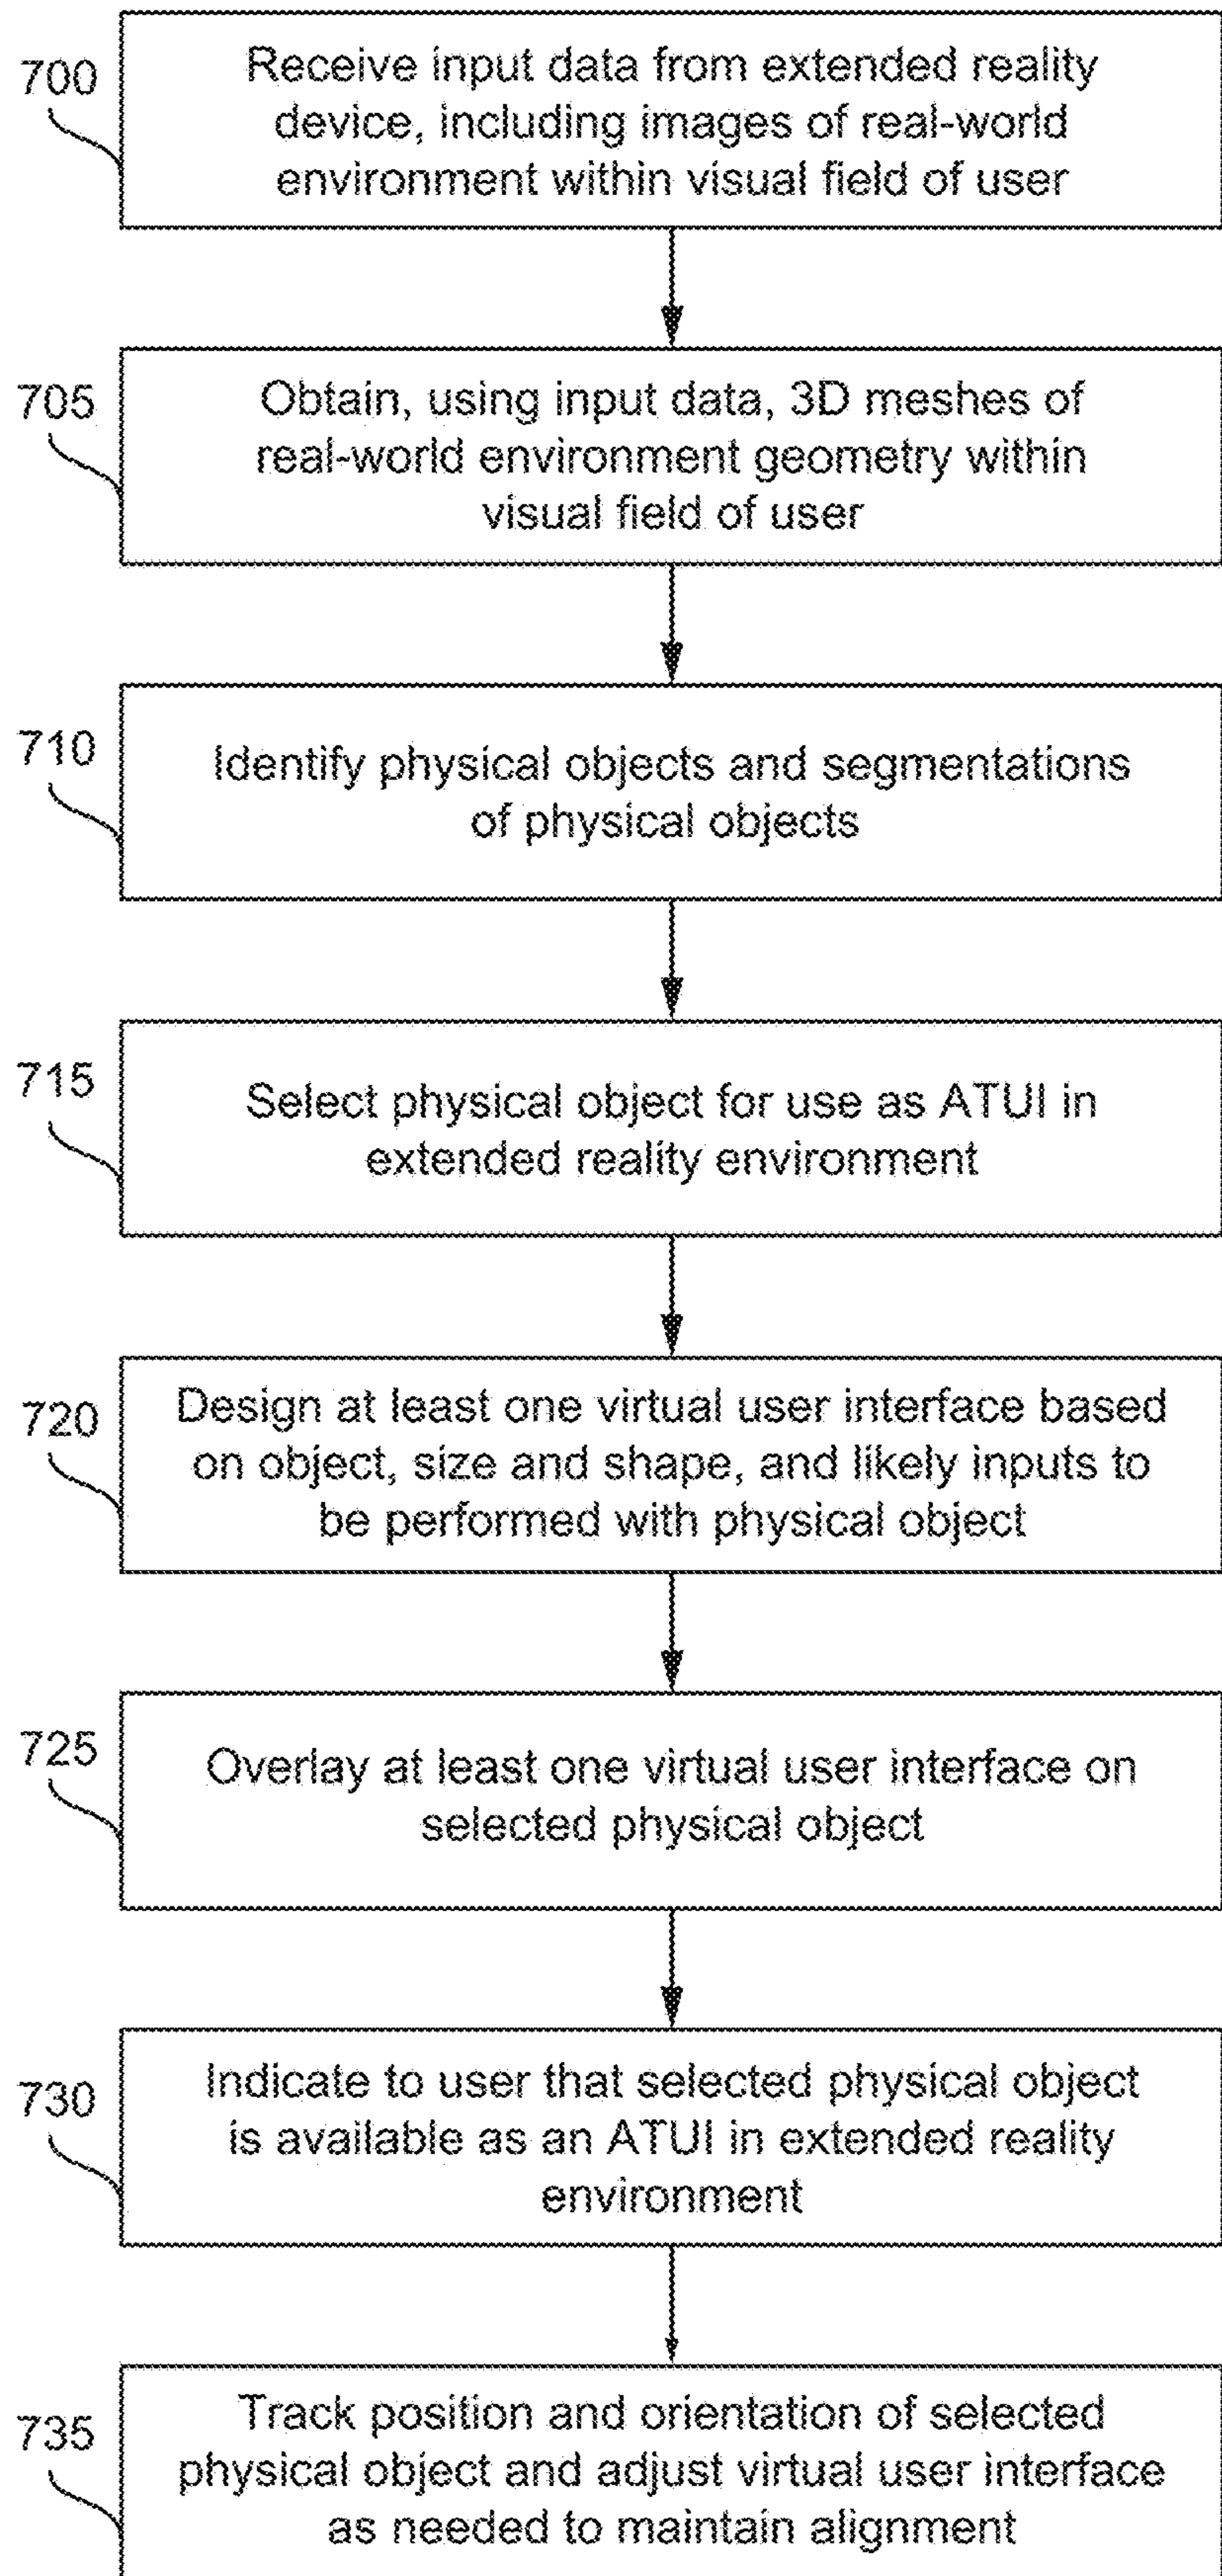 700
Receive input data from extended reality
device, including images of real-world
environment within visual field of user
705
Obtain, using input data, 3D meshes of
real-world environment geometry within
visual field of user
710
Identify physical objects and segmentations
of physical objects
715
Select physical object for use as ATUI in
extended reality environment
720
Design at least one virtual user interface based
on object, size and shape, and likely inputs to
be performed with physical object
725
Overlay at least one virtual user interface on
selected physical object
730
Indicate to user that selected physical object
is available as an ATUI in extended reality
environment
735
Track position and orientation of selected
physical object and adjust virtual user interface
as needed to maintain alignment